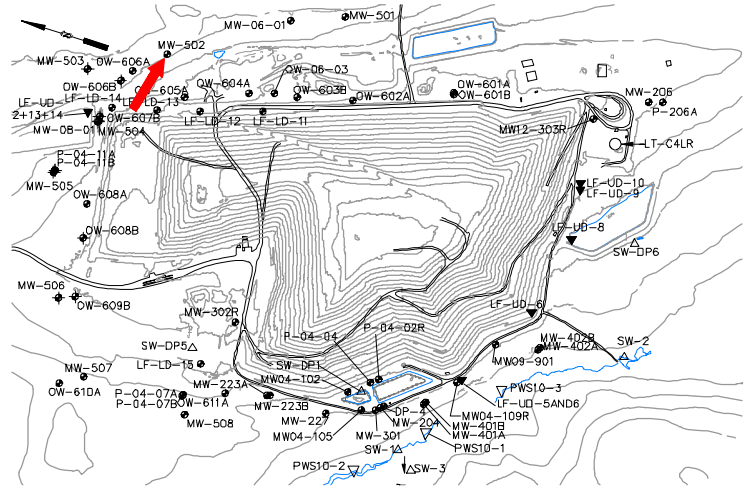 MW-501
MW-06-01
MW-502
MW-503
OW-606A
OW-06-03
OW-604A
OW-606B
OW-605A
OW-603B
OW-601A
OW-601B
MW-206
LF-UD-
LF-LD-14
LF-LD-13
OW-602A
P-206A
2+13+14
OW-607B
LF-LD-12
LF-LD-11
MW-08-01
MW-504
MW12-303R
LT-C4LR
P-04-11A
P-04-11B
MW-505
LF-UD-10
LF-UD-9
OW-608A
LF-UD-8
OW-608B
SW-DP6
MW-506
OW-609B
LF-UD-6
MW-302R
P-04-04
P-04-02R
SW-DP5
MW-402B
MW-402A
SW-2
LF-LD-15
SW-DP1
MW09-901
MW-507
MW04-102
MW-223A
OW-610A
P-04-07A
P-04-07B
OW-611A
MW-223B
PWS10-3
LF-UD-5AND6
MW-508
MW-227
DP-4
MW04-109R
MW-204
MW-401B
MW04-105
MW-301
MW-401A
SW-1
PWS10-1
PWS10-2
SW-3